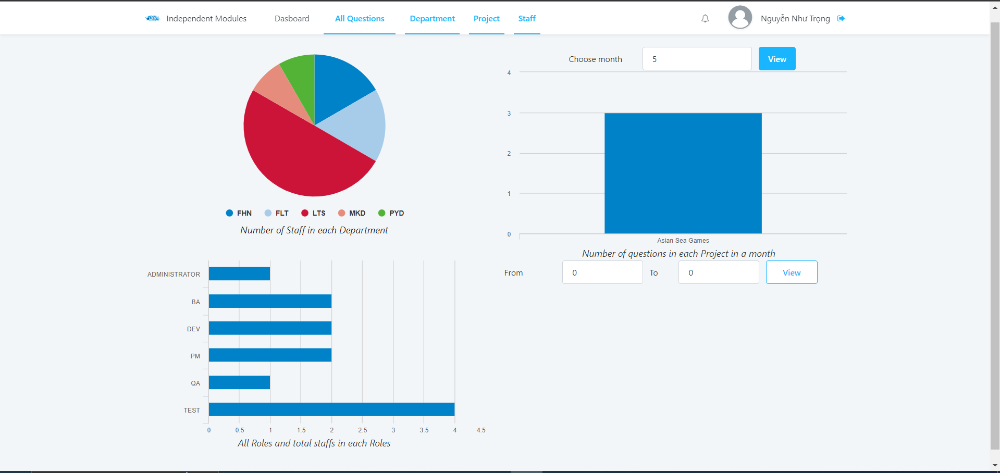 Independent Modules Dasboard All Questions Department Project Staff Nguyễn Như Trọng
FHN FLT LTS MKD PYD
Number of Staff in each Department
Choose month 5 View
4
3
2
1
0
Asian Sea Games
Number of questions in each Project in a month
From 0 To 0 View
ADMINISTRATOR
BA
DEV
PM
QA
TEST
0 0.5 1 1.5 2 2.5 3 3.5 4 4.5
All Roles and total staffs in each Roles